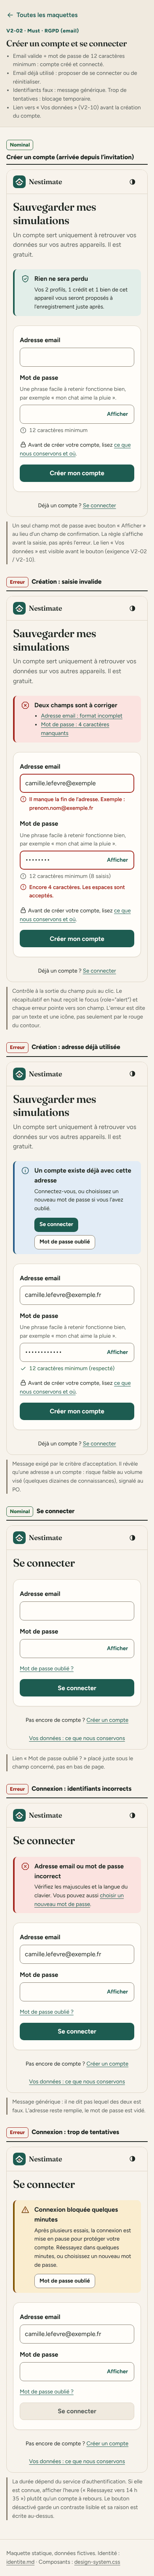 ← Toutes les maquettes
V2-02 · Must · RGPD (email)
Créer un compte et se connecter
• Email valide + mot de passe de 12 caractères
minimum : compte créé et connecté.
• Email déjà utilisé : proposer de se connecter ou de
réinitialiser.
• Identifiants faux : message générique. Trop de
tentatives : blocage temporaire.
• Lien vers « Vos données » (V2-10) avant la création
du compte.
Nominal
Créer un compte (arrivée depuis l'invitation)
Nestimate
Sauvegarder mes
simulations
Un compte sert uniquement à retrouver vos
données sur vos autres appareils. Il est
gratuit.
Rien ne sera perdu
Vos 2 profils, 1 crédit et 1 bien de cet
appareil vous seront proposés à
l'enregistrement juste après.
Adresse email
Mot de passe
Une phrase facile à retenir fonctionne bien,
par exemple « mon chat aime la pluie ».
Afficher
12 caractères minimum
Avant de créer votre compte, lisez ce que
nous conservons et où.
Créer mon compte
Déjà un compte ? Se connecter
Un seul champ mot de passe avec bouton « Afficher »
au lieu d'un champ de confirmation. La règle s'affiche
avant la saisie, pas après l'erreur. Le lien « Vos
données » est visible avant le bouton (exigence V2-02
/ V2-10).
Erreur Création : saisie invalide
Nestimate
Sauvegarder mes
simulations
Un compte sert uniquement à retrouver vos
données sur vos autres appareils. Il est
gratuit.
Deux champs sont à corriger
• Adresse email : format incomplet
• Mot de passe : 4 caractères
manquants
Adresse email
camille.lefevre@exemple
Il manque la fin de l'adresse. Exemple :
prenom.nom@exemple.fr
Mot de passe
Une phrase facile à retenir fonctionne bien,
par exemple « mon chat aime la pluie ».
•••••••• Afficher
12 caractères minimum (8 saisis)
Encore 4 caractères. Les espaces sont
acceptés.
Avant de créer votre compte, lisez ce que
nous conservons et où.
Créer mon compte
Déjà un compte ? Se connecter
Contrôle à la sortie du champ puis au clic. Le
récapitulatif en haut reçoit le focus (role="alert") et
chaque erreur pointe vers son champ. L'erreur est dite
par un texte et une icône, pas seulement par le rouge
du contour.
Erreur Création : adresse déjà utilisée
Nestimate
Sauvegarder mes
simulations
Un compte sert uniquement à retrouver vos
données sur vos autres appareils. Il est
gratuit.
Un compte existe déjà avec cette
adresse
Connectez-vous, ou choisissez un
nouveau mot de passe si vous l'avez
oublié.
Se connecter
Mot de passe oublié
Adresse email
camille.lefevre@exemple.fr
Mot de passe
Une phrase facile à retenir fonctionne bien,
par exemple « mon chat aime la pluie ».
•••••••••••• Afficher
12 caractères minimum (respecté)
Avant de créer votre compte, lisez ce que
nous conservons et où.
Créer mon compte
Déjà un compte ? Se connecter
Message exigé par le critère d'acceptation. Il révèle
qu'une adresse a un compte : risque faible au volume
visé (quelques dizaines de personnes), signalé au
PO.
Nominal Se connecter
Nestimate
Se connecter
Adresse email
Mot de passe
Afficher
Mot de passe oublié ?
Se connecter
Pas encore de compte ? Créer un compte
Vos données : ce que nous conservons
Lien « Mot de passe oublié ? » placé juste sous le
champ concerné, pas en bas de page.
Erreur Connexion : identifiants incorrects
Nestimate
Se connecter
Adresse email ou mot de passe
incorrect
Vérifiez les majuscules et la langue du
clavier. Vous pouvez aussi choisir un
nouveau mot de passe.
Adresse email
camille.lefevre@exemple.fr
Mot de passe
Afficher
Mot de passe oublié ?
Se connecter
Pas encore de compte ? Créer un compte
Vos données : ce que nous conservons
Message générique : il ne dit pas lequel des deux est
faux. L'adresse reste remplie, le mot de passe est vidé.
Erreur Connexion : trop de tentatives
Nestimate
Se connecter
Connexion bloquée quelques
minutes
Après plusieurs essais, la connexion est
mise en pause pour protéger votre
compte. Réessayez dans quelques
minutes, ou choisissez un nouveau mot
de passe.
Mot de passe oublié
Adresse email
camille.lefevre@exemple.fr
Mot de passe
Afficher
Mot de passe oublié ?
Se connecter
Pas encore de compte ? Créer un compte
Vos données : ce que nous conservons
La durée dépend du service d'authentification. Si elle
est connue, afficher l'heure (« Réessayez vers 14 h
35 ») plutôt qu'un compte à rebours. Le bouton
désactivé garde un contraste lisible et sa raison est
écrite au-dessus.
Maquette statique, données fictives. Identité :
identite.md · Composants : design-system.css